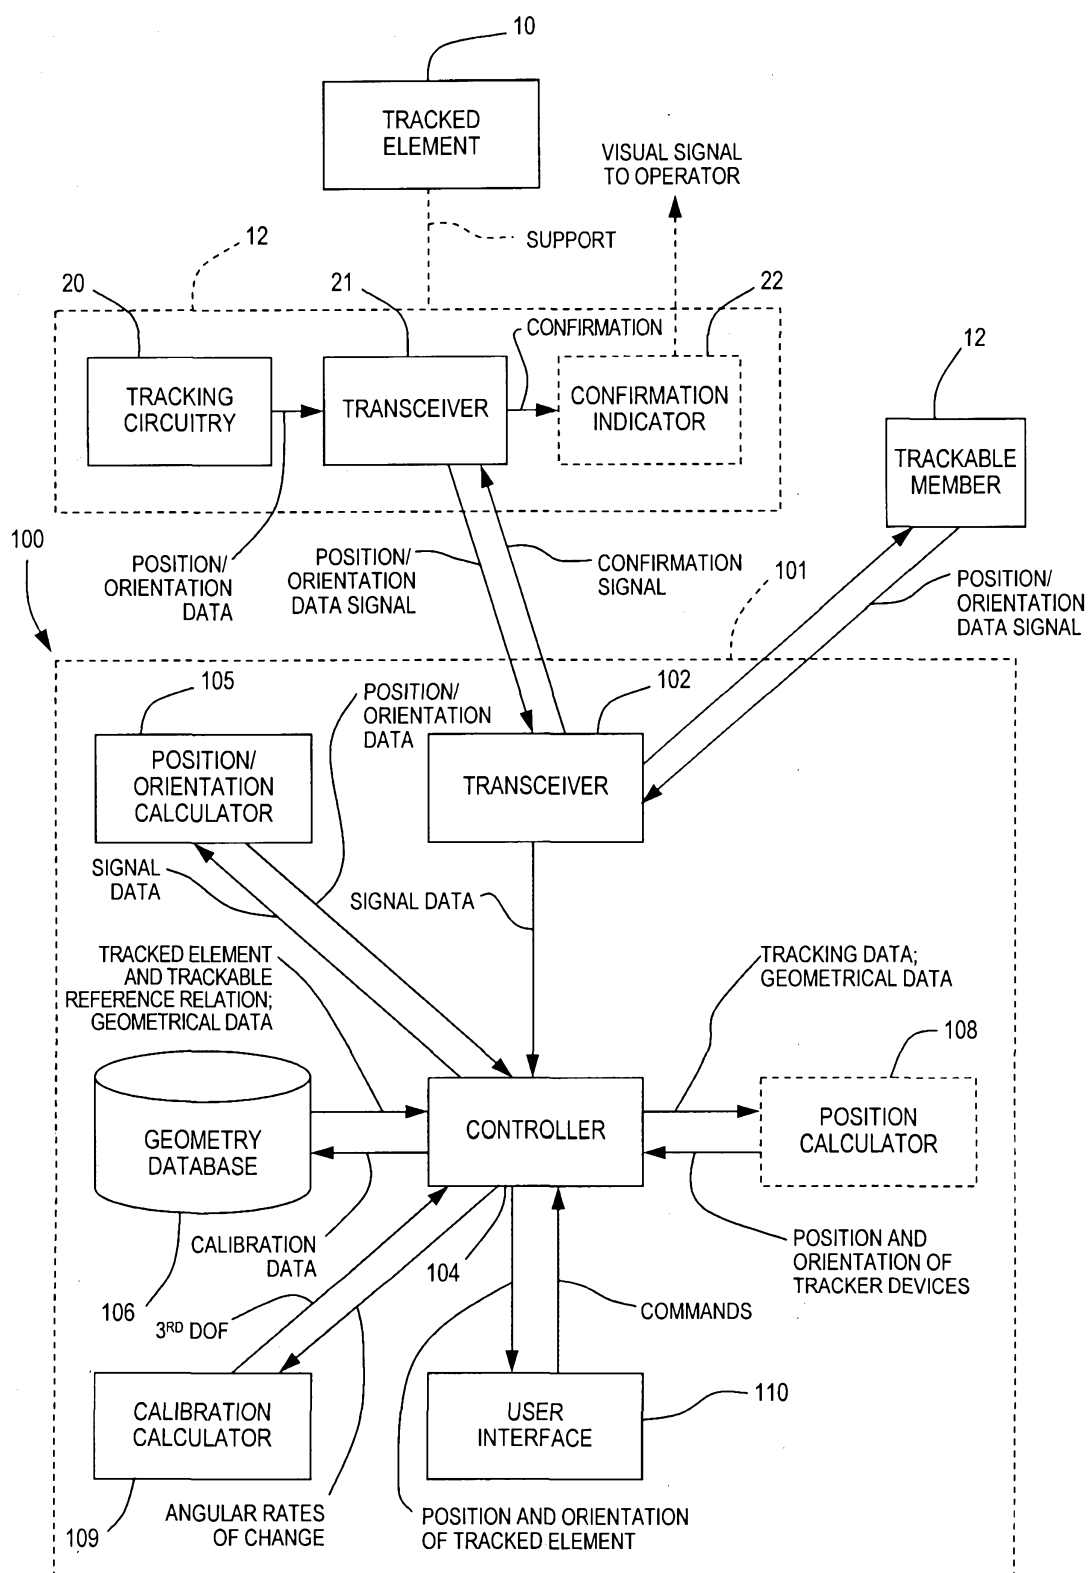 10
TRACKED
ELEMENT
VISUAL SIGNAL
TO OPERATOR
SUPPORT
12
20
21
22
CONFIRMATION
TRACKING
CIRCUITRY
TRANSCEIVER
CONFIRMATION
INDICATOR
12
TRACKABLE
MEMBER
100
POSITION/
ORIENTATION
DATA
POSITION/
ORIENTATION
DATA SIGNAL
CONFIRMATION
SIGNAL
101
POSITION/
ORIENTATION
DATA SIGNAL
105
POSITION/
ORIENTATION
DATA
102
POSITION/
ORIENTATION
CALCULATOR
TRANSCEIVER
SIGNAL
DATA
SIGNAL DATA
TRACKED ELEMENT
AND TRACKABLE
REFERENCE RELATION;
GEOMETRICAL DATA
TRACKING DATA;
GEOMETRICAL DATA
108
GEOMETRY
DATABASE
CONTROLLER
POSITION
CALCULATOR
106
CALIBRATION
DATA
104
POSITION AND
ORIENTATION OF
TRACKER DEVICES
3RD DOF
COMMANDS
CALIBRATION
CALCULATOR
USER
INTERFACE
110
109
ANGULAR RATES
OF CHANGE
POSITION AND ORIENTATION
OF TRACKED ELEMENT